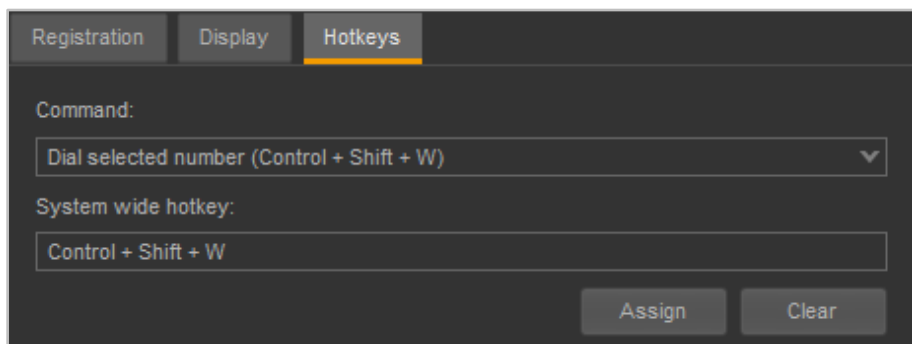 Registration Display Hotkeys
Command:
Dial selected number (Control + Shift + W)
System wide hotkey:
Control + Shift + W
Assign Clear